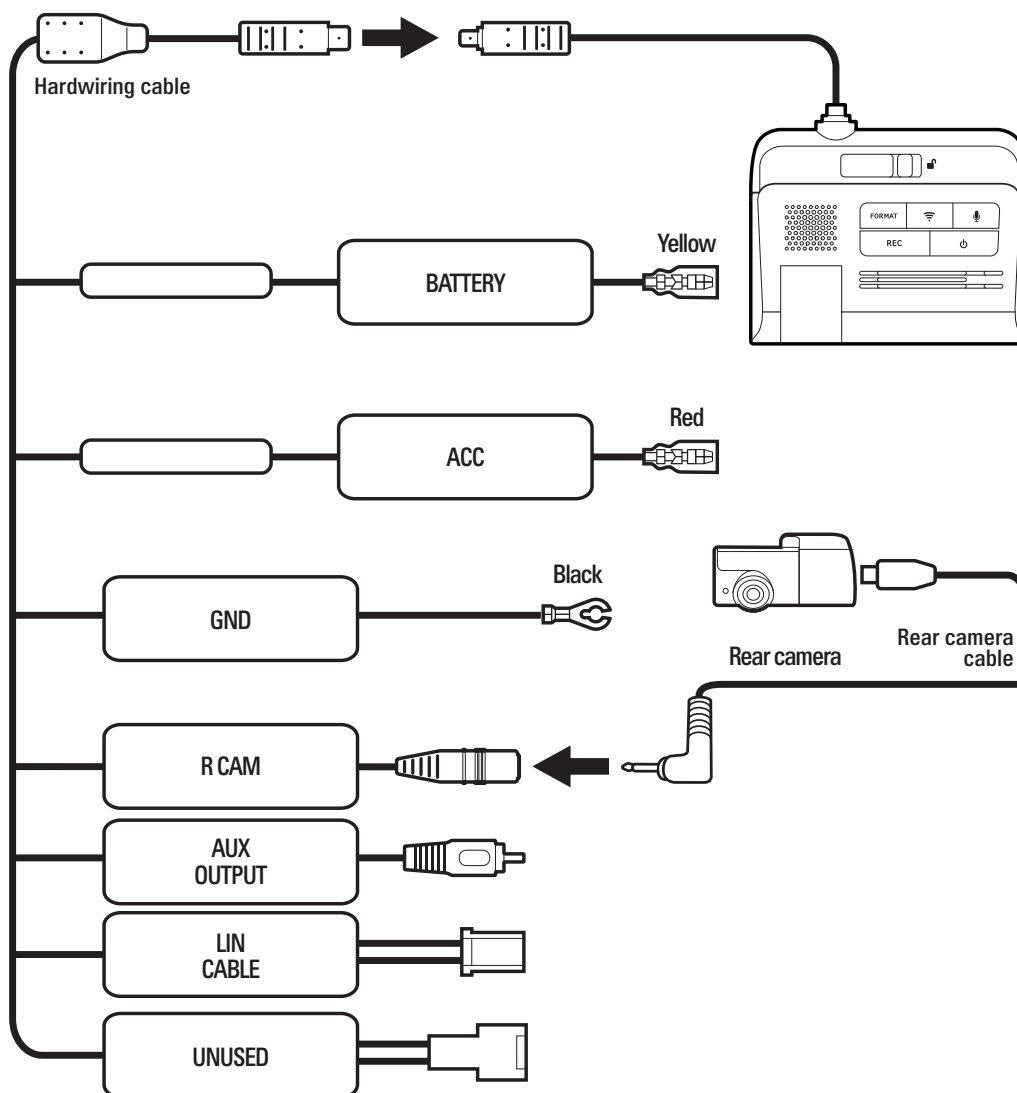 Hardwiring cable
FORMAT
REC
Yellow
BATTERY
Red
ACC
Black
GND
Rear camera
Rear camera
cable
R CAM
AUX
OUTPUT
LIN
CABLE
UNUSED